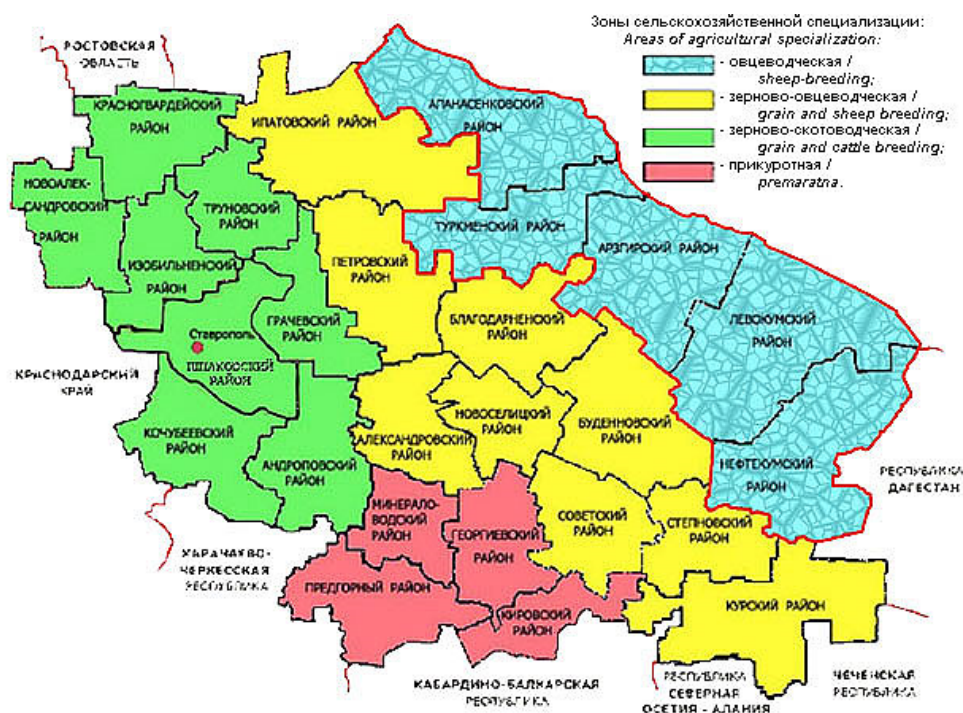 Зоны сельскохозяйственной специализации:
Areas of agricultural specialization:
- овцеводческая /
sheep-breeding;
- зерново-овцеводческая /
grain and sheep breeding;
- зерново-скотоводческая /
grain and cattle breeding;
- прикуротная /
premaratna.
РОСТОВСКАЯ
ОБЛАСТЬ
КРАСНОГВАРДЕЙСКИЙ
РАЙОН
ИПАТОВСКИЙ РАЙОН
АПАНАСЕНКОВСКИЙ
РАЙОН
НОВОАЛЕК-
САНДРОВСКИЙ
РАЙОН
ТРУНОВСКИЙ
РАЙОН
ТУРКМЕНСКИЙ РАЙОН
АРЗГИРСКИЙ РАЙОН
ИЗОБИЛЬНЕНСКИЙ
РАЙОН
ПЕТРОВСКИЙ
РАЙОН
ГРАЧЕВСКИЙ
РАЙОН
БЛАГОДАРНЕНСКИЙ
РАЙОН
ЛЕВОКУМСКИЙ
РАЙОН
Ставрополь
ШПАКОВСКИЙ
РАЙОН
КРАСНОДАРСКИЙ
КРАЙ
КОЧУБЕЕВСКИЙ
РАЙОН
АЛЕКСАНДРОВСКИЙ
РАЙОН
НОВОСЕЛИЦКИЙ
РАЙОН
БУДЕННОВСКИЙ
РАЙОН
АНДРОПОВСКИЙ
РАЙОН
НЕФТЕКУМСКИЙ
РАЙОН
РЕСПУБЛИКА
ДАГЕСТАН
МИНЕРАЛО-
ВОДСКИЙ
РАЙОН
ГЕОРГИЕВСКИЙ
РАЙОН
СОВЕТСКИЙ
РАЙОН
СТЕПНОВСКИЙ
РАЙОН
КАРАЧАЕВО-
ЧЕРКЕССКАЯ
РЕСПУБЛИКА
ПРЕДГОРНЫЙ РАЙОН
КИРОВСКИЙ
РАЙОН
КУРСКИЙ РАЙОН
КАБАРДИНО-БАЛКАРСКАЯ
РЕСПУБЛИКА
РЕСПУБЛИКА
СЕВЕРНАЯ
ОСЕТИЯ - АЛАНИЯ
ЧЕЧЕНСКАЯ
РЕСПУБЛИКА